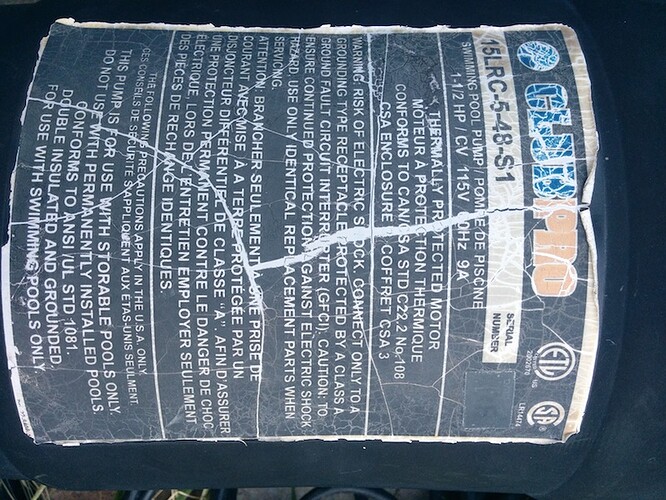 15LRC-5-48-S1
SERIAL
NUMBER
SWIMMING POOL PUMP / POMPE DE PISCINE
1-1/2 HP / CV 115V 60Hz 9A
THERMALLY PROTECTED MOTOR
MOTEUR À PROTECTION THERMIQUE
CONFORMS TO CAN/CSA STD C22.2 No. 108
CSA ENCLOSURE 3 / COFFRET CSA 3
WARNING: RISK OF ELECTRIC SHOCK. CONNECT ONLY TO A
GROUNDING TYPE RECEPTACLE PROTECTED BY A CLASS A
GROUND FAULT CIRCUIT INTERRUPTER (GFCI). CAUTION: TO
ENSURE CONTINUED PROTECTION AGAINST ELECTRIC SHOCK
HAZARD, USE ONLY IDENTICAL REPLACEMENT PARTS WHEN
SERVICING.
ATTENTION: BRANCHER SEULEMENT À UNE PRISE DE
COURANT AVEC MISE À LA TERRE PROTÉGÉE PAR UN
DISJONCTEUR DIFFÉRENTIEL DE CLASSE "A". AFIN D'ASSURER
UNE PROTECTION PERMANENTE CONTRE LE DANGER DE CHOC
ÉLECTRIQUE, LORS DE L'ENTRETIEN EMPLOYER SEULEMENT
DES PIÈCES DE RECHANGE IDENTIQUES.
THE FOLLOWING PRECAUTIONS APPLY IN THE U.S.A. ONLY.
CES CONSEILS DE SÉCURITÉ S'APPLIQUENT AUX ÉTAS-UNIS SEULEMENT.
THIS PUMP IS FOR USE WITH STORABLE POOLS ONLY.
DO NOT USE WITH PERMANENTLY INSTALLED POOLS.
CONFORMS TO ANSI/UL STD 1081.
DOUBLE INSULATED AND GROUNDED.
FOR USE WITH SWIMMING POOLS ONLY.